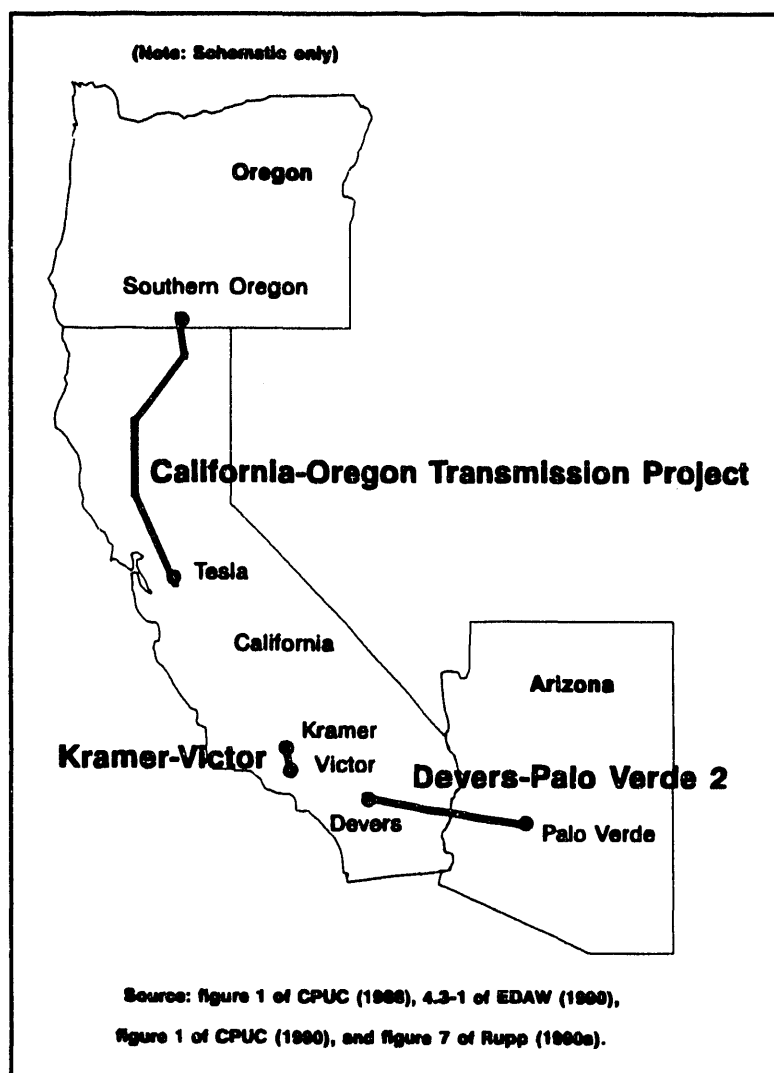 (Note: Schematic only)
Oregon
Southern Oregon
California-Oregon Transmission Project
Tesla
California
Arizona
Kramer
Kramer-Victor
Victor
Devers-Palo Verde 2
Devers
Palo Verde
Source: figure 1 of CPUC (1988), 4.3-1 of EDAW (1990),
figure 1 of CPUC (1990), and figure 7 of Rupp (1990a).